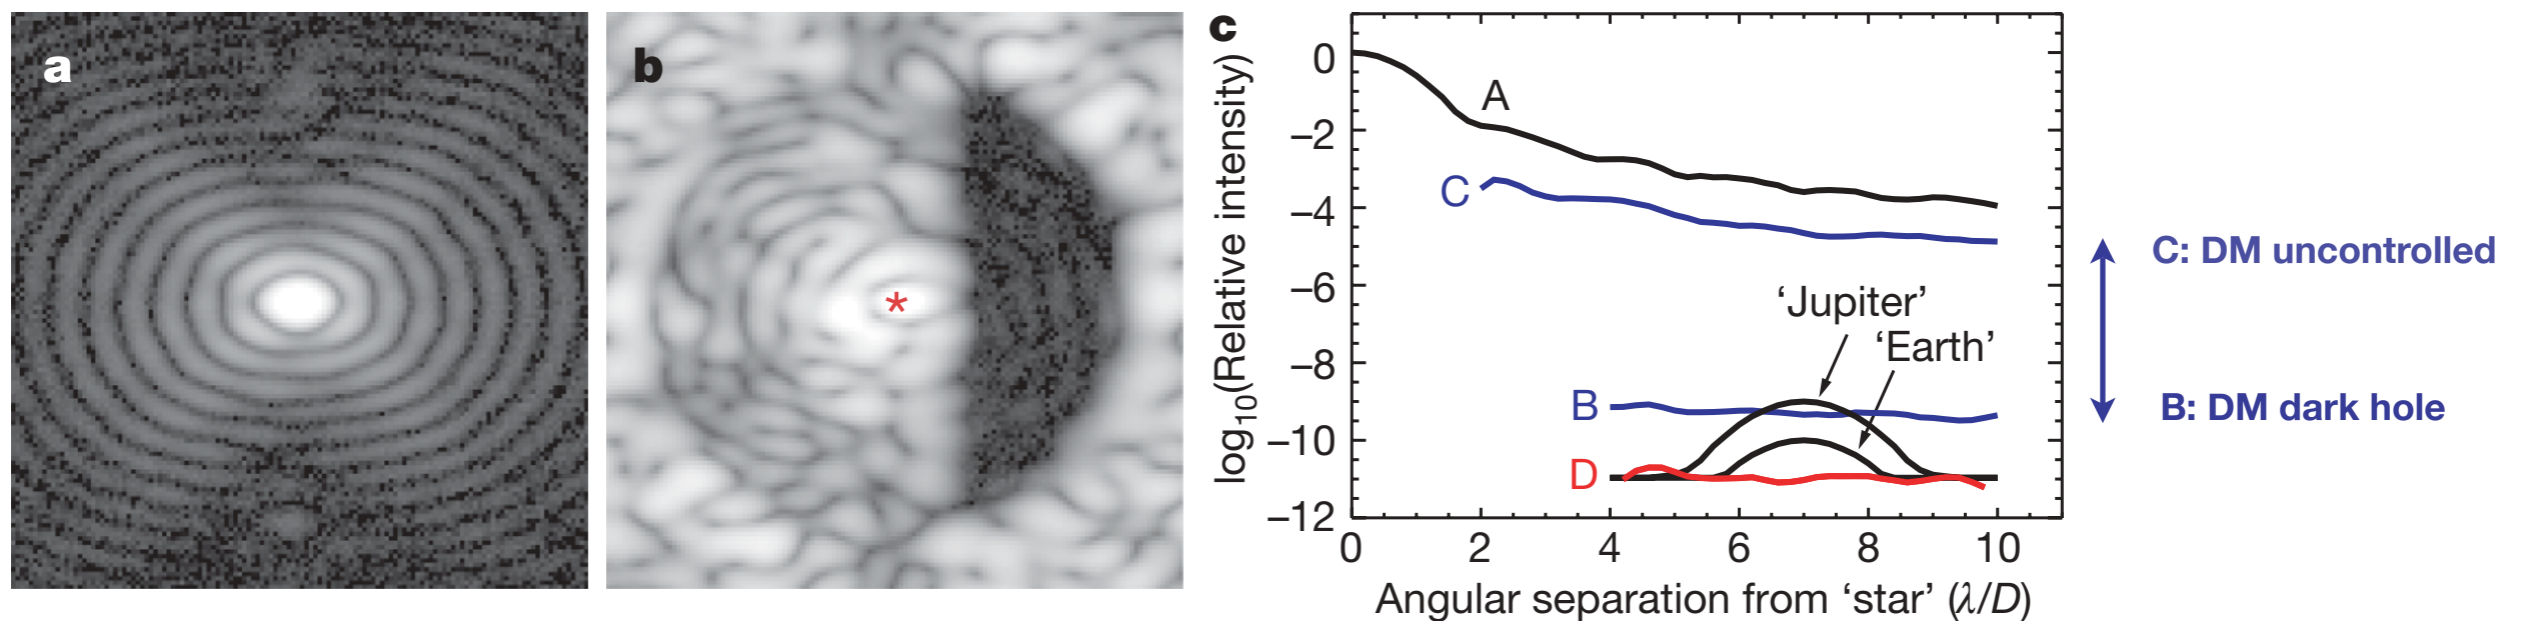 a
b
c
log10(Relative intensity)
0
–2
–4
–6
–8
–10
–12
A
C
B
D
‘Jupiter’
‘Earth’
0 2 4 6 8 10
Angular separation from ‘star’ (λ/D)
C: DM uncontrolled
B: DM dark hole
*